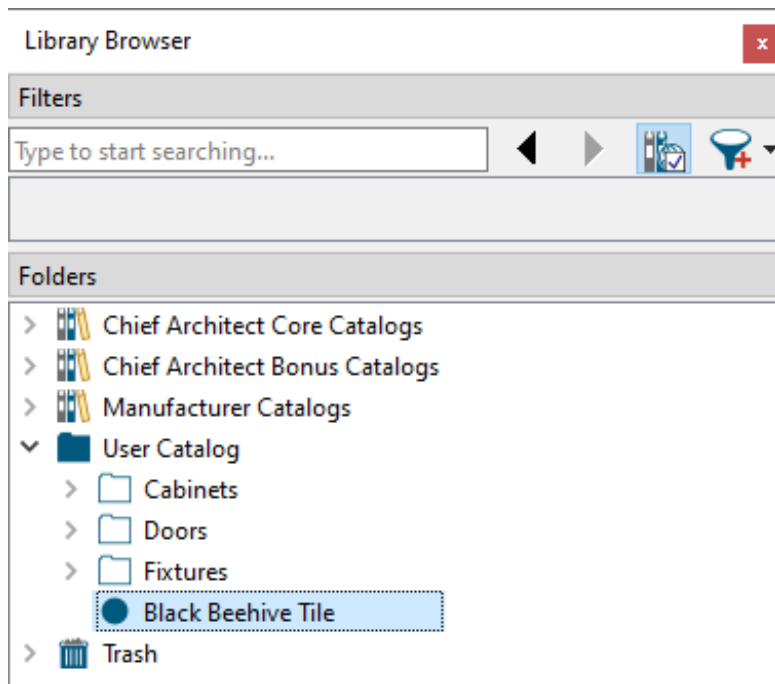 Library Browser
x
Filters
Type to start searching...
Folders
Chief Architect Core Catalogs
Chief Architect Bonus Catalogs
Manufacturer Catalogs
User Catalog
Cabinets
Doors
Fixtures
Black Beehive Tile
Trash